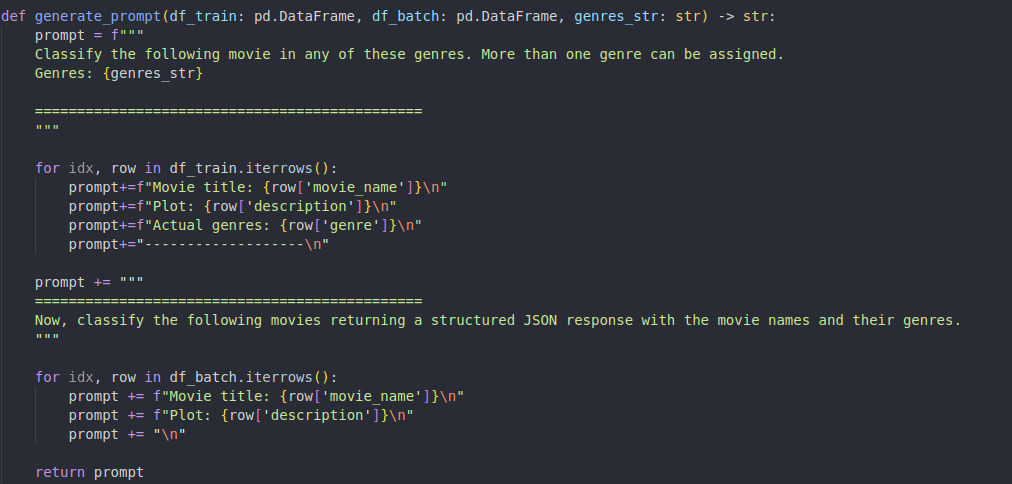 def generate_prompt(df_train: pd.DataFrame, df_batch: pd.DataFrame, genres_str: str) -> str:
    prompt = f"""
    Classify the following movie in any of these genres. More than one genre can be assigned.
    Genres: {genres_str}
    ==============================================
    """
    for idx, row in df_train.iterrows():
        prompt+=f"Movie title: {row['movie_name']}\n"
        prompt+=f"Plot: {row['description']}\n"
        prompt+=f"Actual genres: {row['genre']}\n"
        prompt+="-------------------\n"
    prompt += """
    ==============================================
    Now, classify the following movies returning a structured JSON response with the movie names and their genres.
    """
    for idx, row in df_batch.iterrows():
        prompt += f"Movie title: {row['movie_name']}\n"
        prompt += f"Plot: {row['description']}\n"
        prompt += "\n"
    return prompt